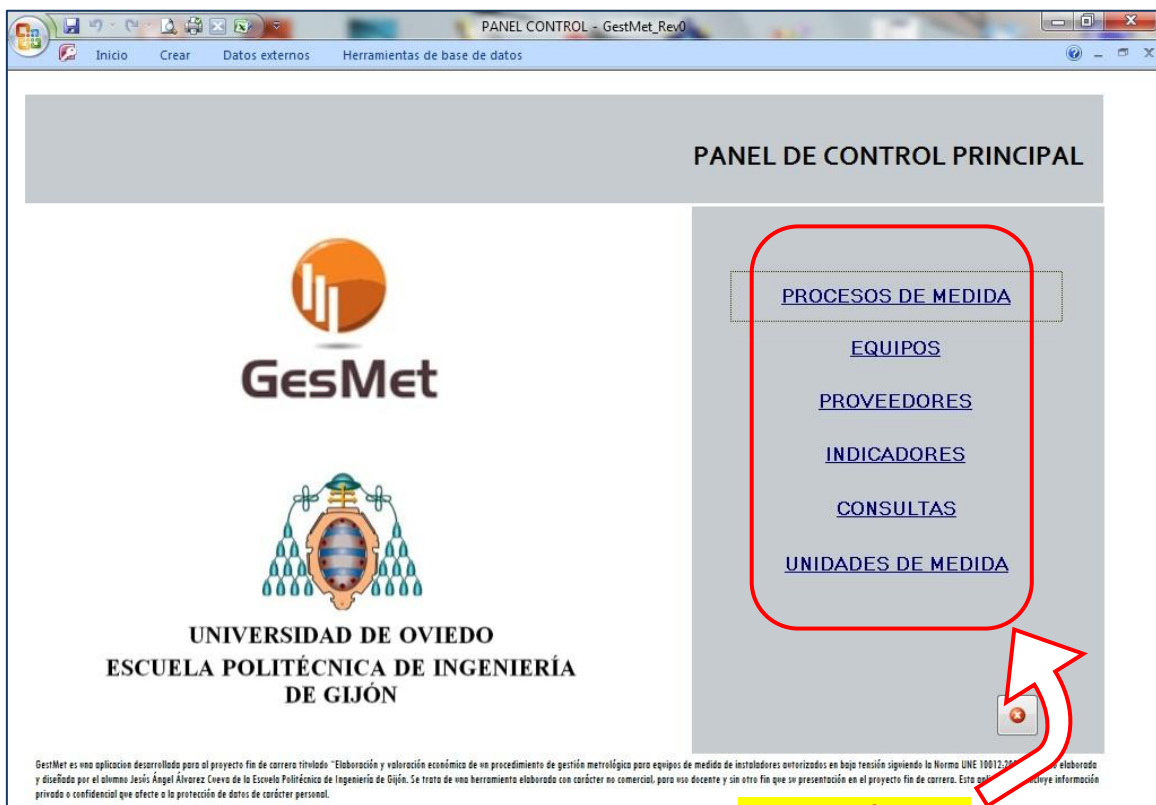 PANEL CONTROL - GestMet_Rev0
Inicio Crear Datos externos Herramientas de base de datos
PANEL DE CONTROL PRINCIPAL
GesMet
PROCESOS DE MEDIDA
EQUIPOS
PROVEEDORES
INDICADORES
CONSULTAS
UNIDADES DE MEDIDA
UNIVERSIDAD DE OVIEDO
ESCUELA POLITÉCNICA DE INGENIERÍA
DE GIJÓN
GestMet es una aplicacion desarrollada para al proyecto fin de carrera titulado "Elaboración y valoración económica de un procedimiento de gestión metrológica para equipos de medida de instaladores autorizados en baja tensión siguiendo la Norma UNE 10012 elaborada
y diseñada por el alumno Jesús Ángel Álvarez Cueva de la Escuela Politécnica de Ingeniería de Gijón. Se trata de una herramienta elaborada con carácter no comercial, para uso docente y sin otro fin que su presentación en el proyecto fin de carrera. Esta información
privada o confidencial que afecte a la protección de datos de carácter personal.